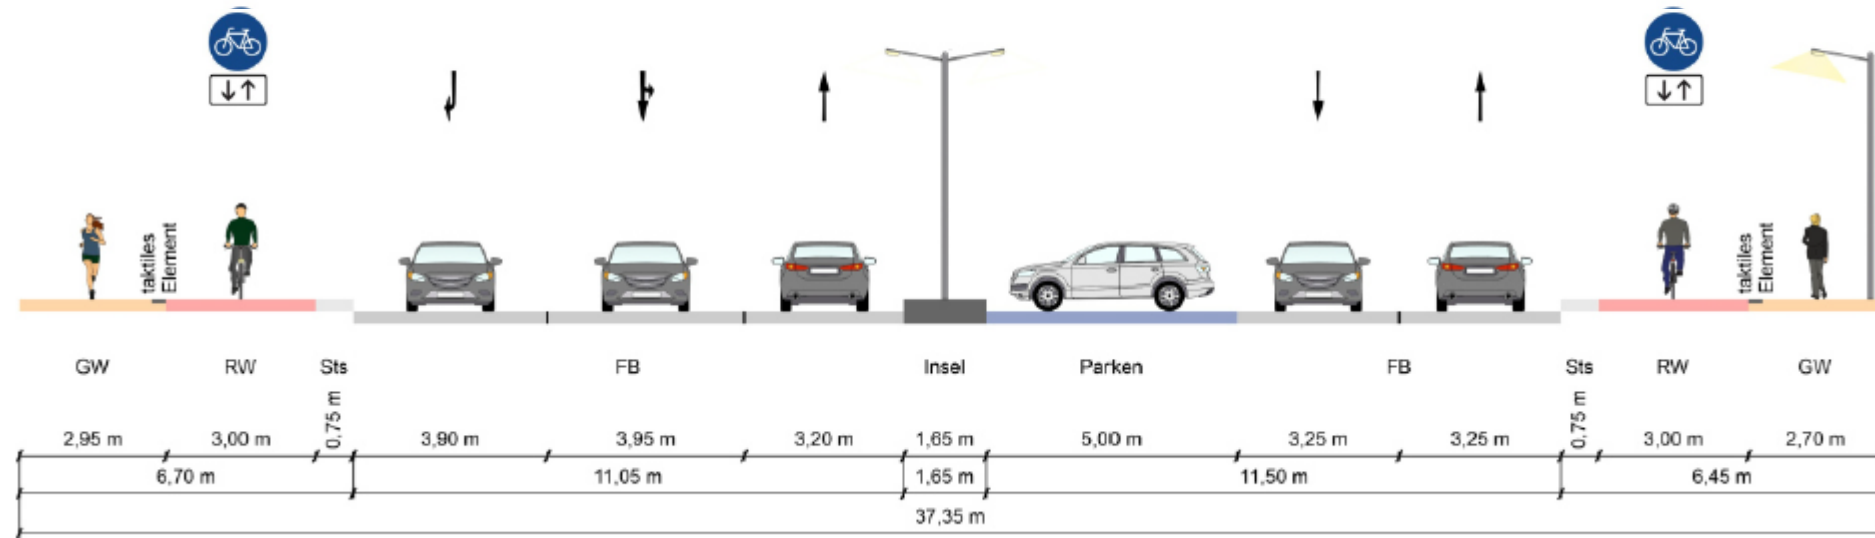 taktiles
Element
taktiles
Element
GW RW Sts FB Insel Parken FB Sts RW GW
2,95 m 3,00 m 0,75 m 3,90 m 3,95 m 3,20 m 1,65 m 5,00 m 3,25 m 3,25 m 0,75 m 3,00 m 2,70 m
6,70 m 11,05 m 1,65 m 11,50 m 6,45 m
37,35 m